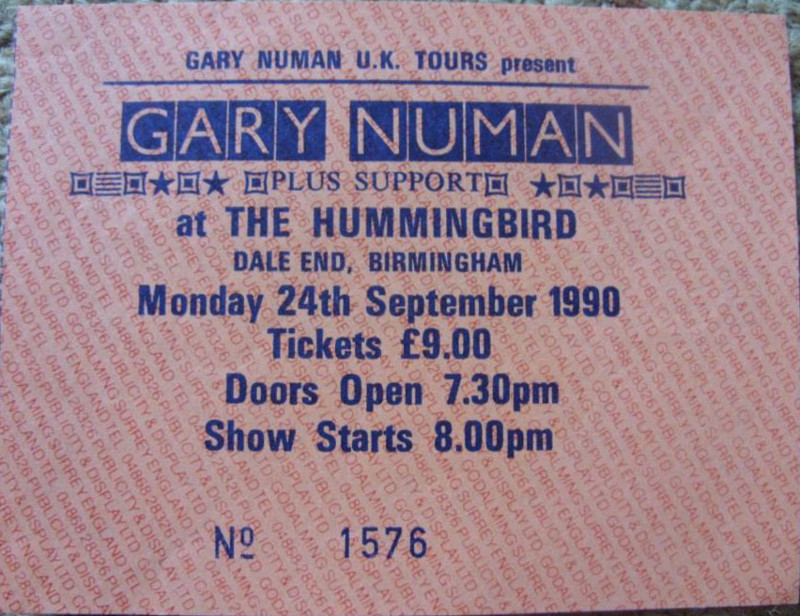 GARY NUMAN U.K. TOURS present
GARY NUMAN
PLUS SUPPORT
at THE HUMMINGBIRD
DALE END, BIRMINGHAM
Monday 24th September 1990
Tickets £9.00
Doors Open 7.30pm
Show Starts 8.00pm
Nº 1576